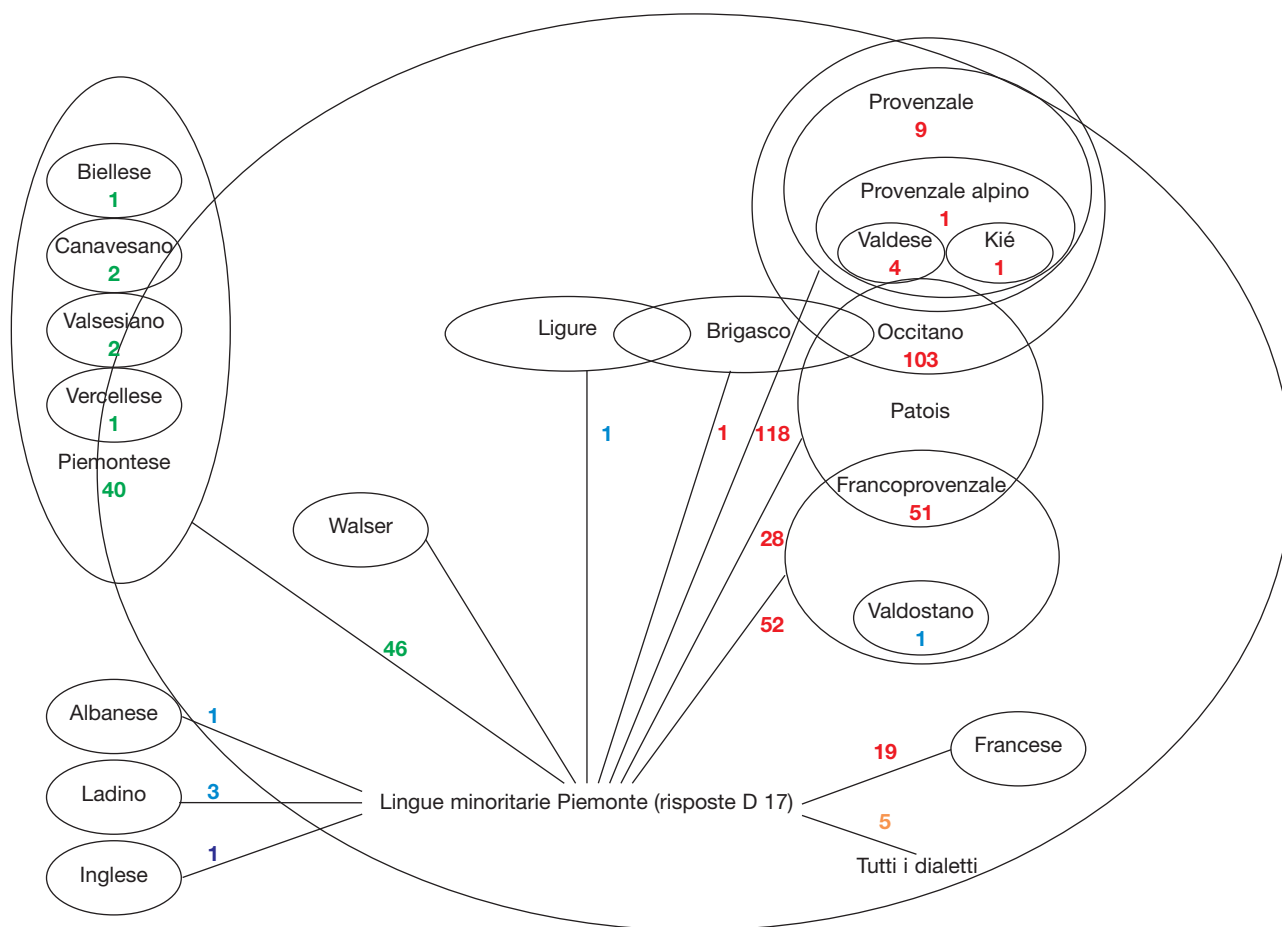 Biellese
1
Canavesano
2
Valsesiano
2
Vercellese
1
Piemontese
40
Provenzale
9
Provenzale alpino
1
Valdese
4
Kié
1
Ligure
Brigasco
Occitano
103
Patois
Francoprovenzale
51
Valdostano
1
Walser
1
1
118
28
52
46
Albanese
1
Ladino
3
Inglese
1
Lingue minoritarie Piemonte (risposte D 17)
19
Francese
5
Tutti i dialetti